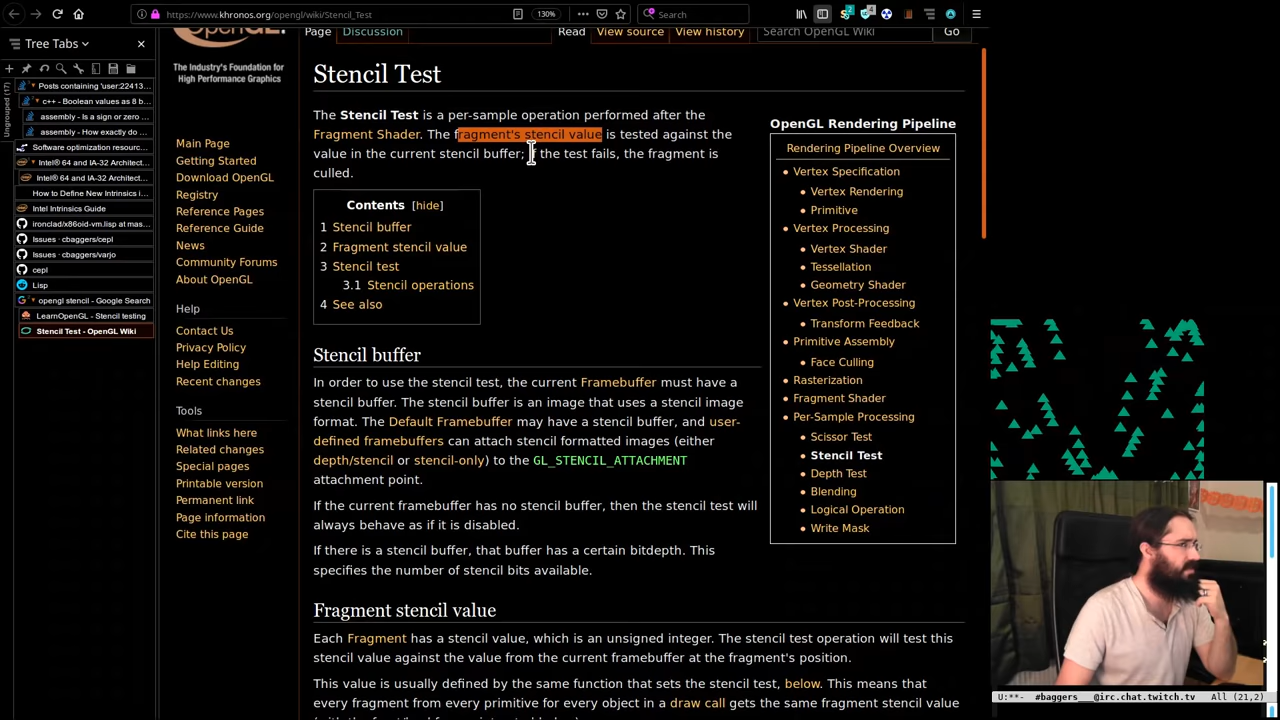 https://www.khronos.org/opengl/wiki/Stencil_Test
130%
Search
Tree Tabs
Ungrouped (17)
Posts containing 'user:22413...
c++ - Boolean values as 8 b...
assembly - Is a sign or zero ...
assembly - How exactly do ...
Software optimization resourc...
Intel® 64 and IA-32 Architect...
Intel® 64 and IA-32 Architect...
How to Define New Intrinsics i...
Intel Intrinsics Guide
ironclad/x86oid-vm.lisp at mas...
Issues · cbaggers/cepl
Issues · cbaggers/varjo
cepl
Lisp
opengl stencil - Google Search
LearnOpenGL - Stencil testing
Stencil Test - OpenGL Wiki
The Industry's Foundation for
High Performance Graphics
Main Page
Getting Started
Download OpenGL
Registry
Reference Pages
Reference Guide
News
Community Forums
About OpenGL
Help
Contact Us
Privacy Policy
Help Editing
Recent changes
Tools
What links here
Related changes
Special pages
Printable version
Permanent link
Page information
Cite this page
Page
Discussion
Read
View source
View history
Search OpenGL Wiki
Go
Stencil Test
The Stencil Test is a per-sample operation performed after the
Fragment Shader. The fragment's stencil value is tested against the
value in the current stencil buffer; if the test fails, the fragment is
culled.
Contents [hide]
1 Stencil buffer
2 Fragment stencil value
3 Stencil test
3.1 Stencil operations
4 See also
Stencil buffer
In order to use the stencil test, the current Framebuffer must have a
stencil buffer. The stencil buffer is an image that uses a stencil image
format. The Default Framebuffer may have a stencil buffer, and user-
defined framebuffers can attach stencil formatted images (either
depth/stencil or stencil-only) to the GL_STENCIL_ATTACHMENT
attachment point.
If the current framebuffer has no stencil buffer, then the stencil test will
always behave as if it is disabled.
If there is a stencil buffer, that buffer has a certain bitdepth. This
specifies the number of stencil bits available.
Fragment stencil value
Each Fragment has a stencil value, which is an unsigned integer. The stencil test operation will test this
stencil value against the value from the current framebuffer at the fragment's position.
This value is usually defined by the same function that sets the stencil test, below. This means that
every fragment from every primitive for every object in a draw call gets the same fragment stencil value
OpenGL Rendering Pipeline
Rendering Pipeline Overview
Vertex Specification
Vertex Rendering
Primitive
Vertex Processing
Vertex Shader
Tessellation
Geometry Shader
Vertex Post-Processing
Transform Feedback
Primitive Assembly
Face Culling
Rasterization
Fragment Shader
Per-Sample Processing
Scissor Test
Stencil Test
Depth Test
Blending
Logical Operation
Write Mask
U:**- #baggers___@irc.chat.twitch.tv All (21,2)